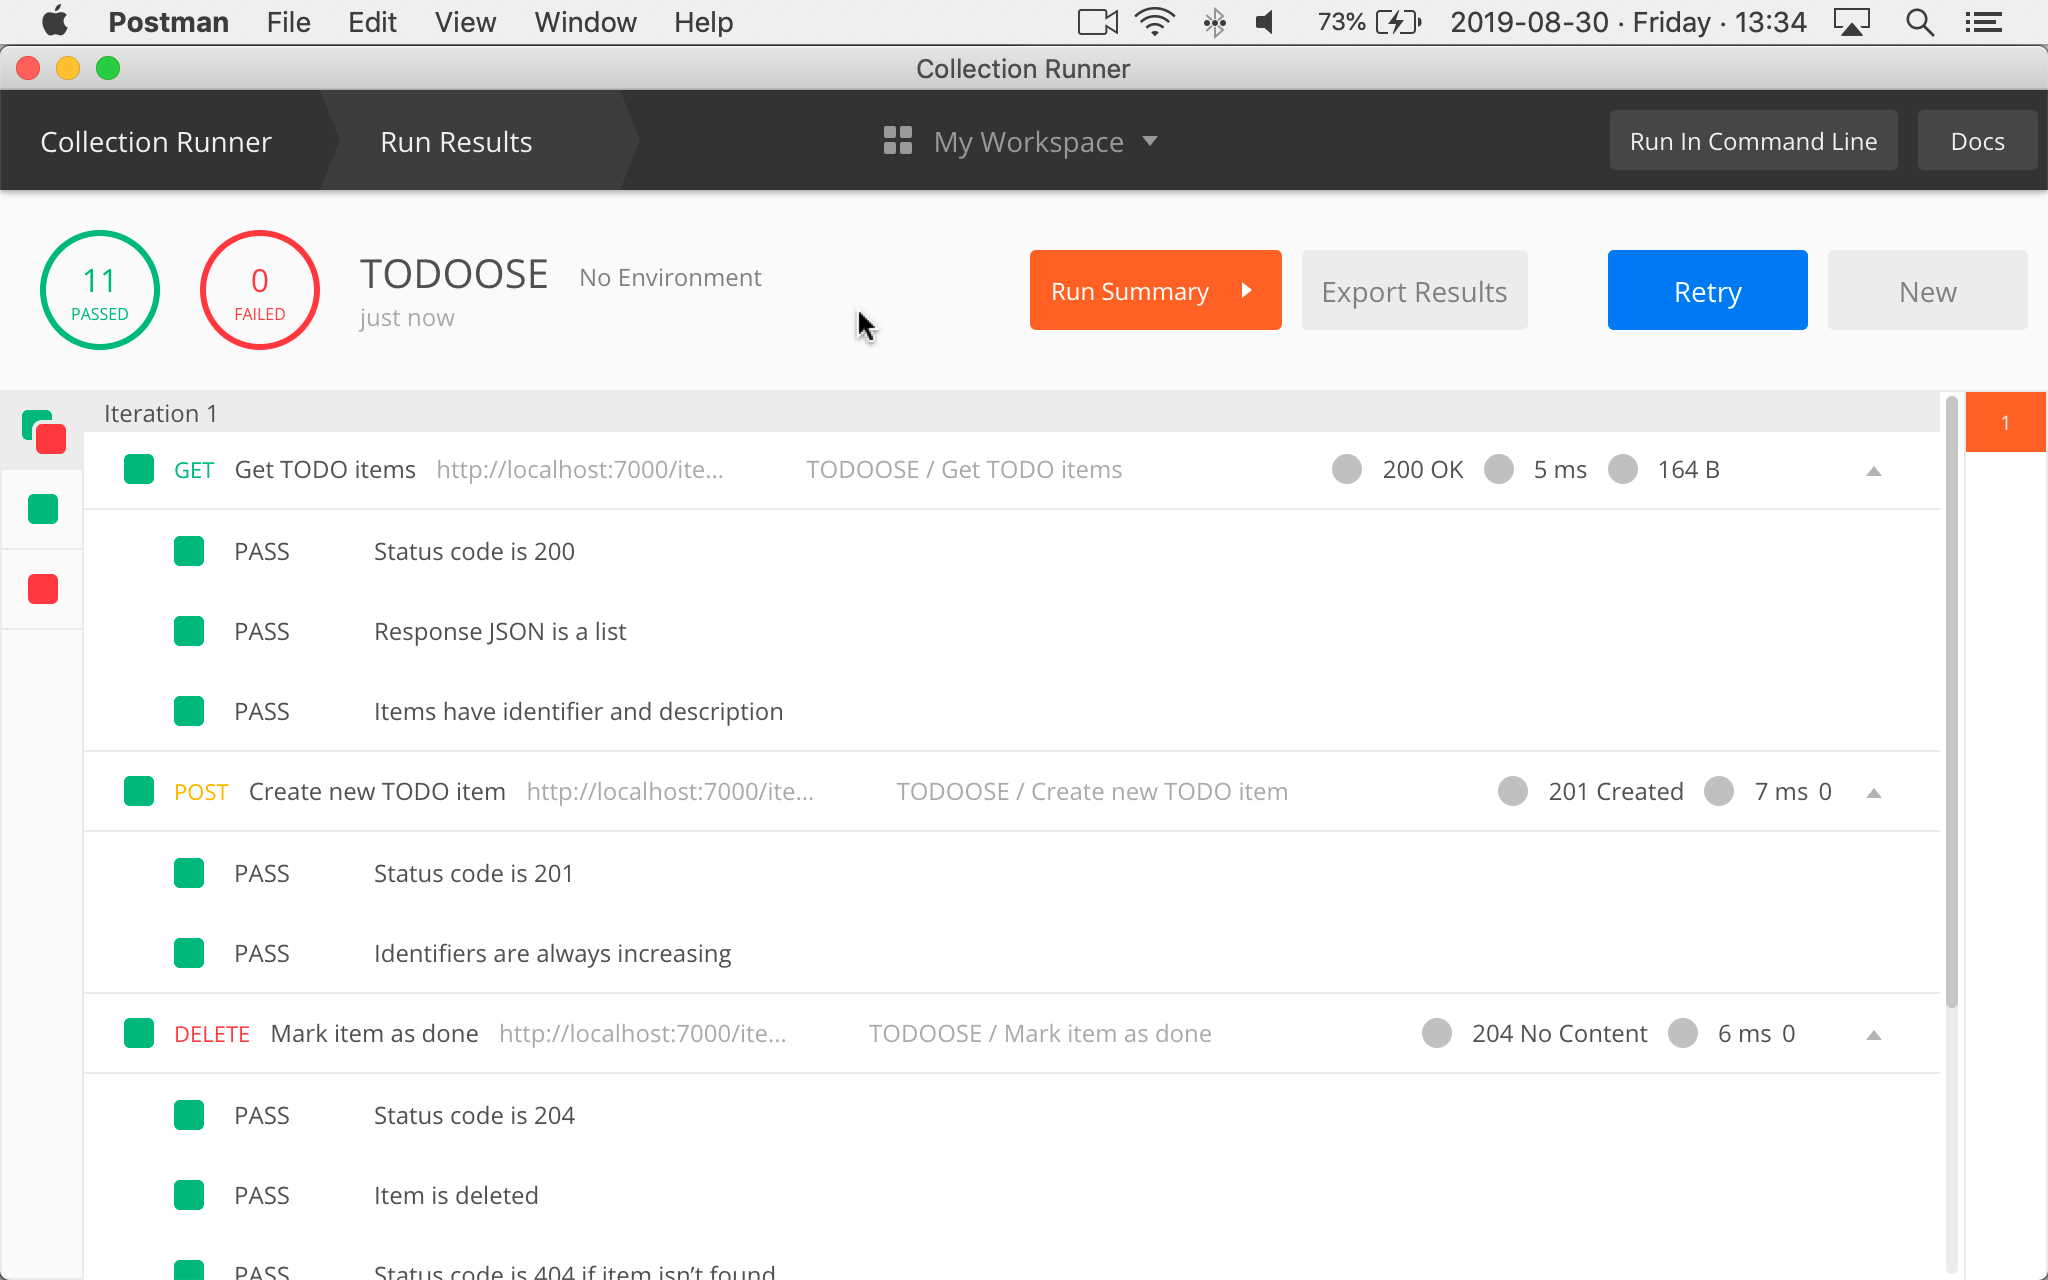 Postman File Edit View Window Help 73% 2019-08-30 · Friday · 13:34
Collection Runner
Collection Runner Run Results My Workspace Run In Command Line Docs
11 PASSED
0 FAILED
TODOOSE No Environment
just now
Run Summary Export Results Retry New
Iteration 1
1
GET Get TODO items http://localhost:7000/ite... TODOOSE / Get TODO items 200 OK 5 ms 164 B
PASS Status code is 200
PASS Response JSON is a list
PASS Items have identifier and description
POST Create new TODO item http://localhost:7000/ite... TODOOSE / Create new TODO item 201 Created 7 ms 0
PASS Status code is 201
PASS Identifiers are always increasing
DELETE Mark item as done http://localhost:7000/ite... TODOOSE / Mark item as done 204 No Content 6 ms 0
PASS Status code is 204
PASS Item is deleted
PASS Status code is 404 if item isn't found